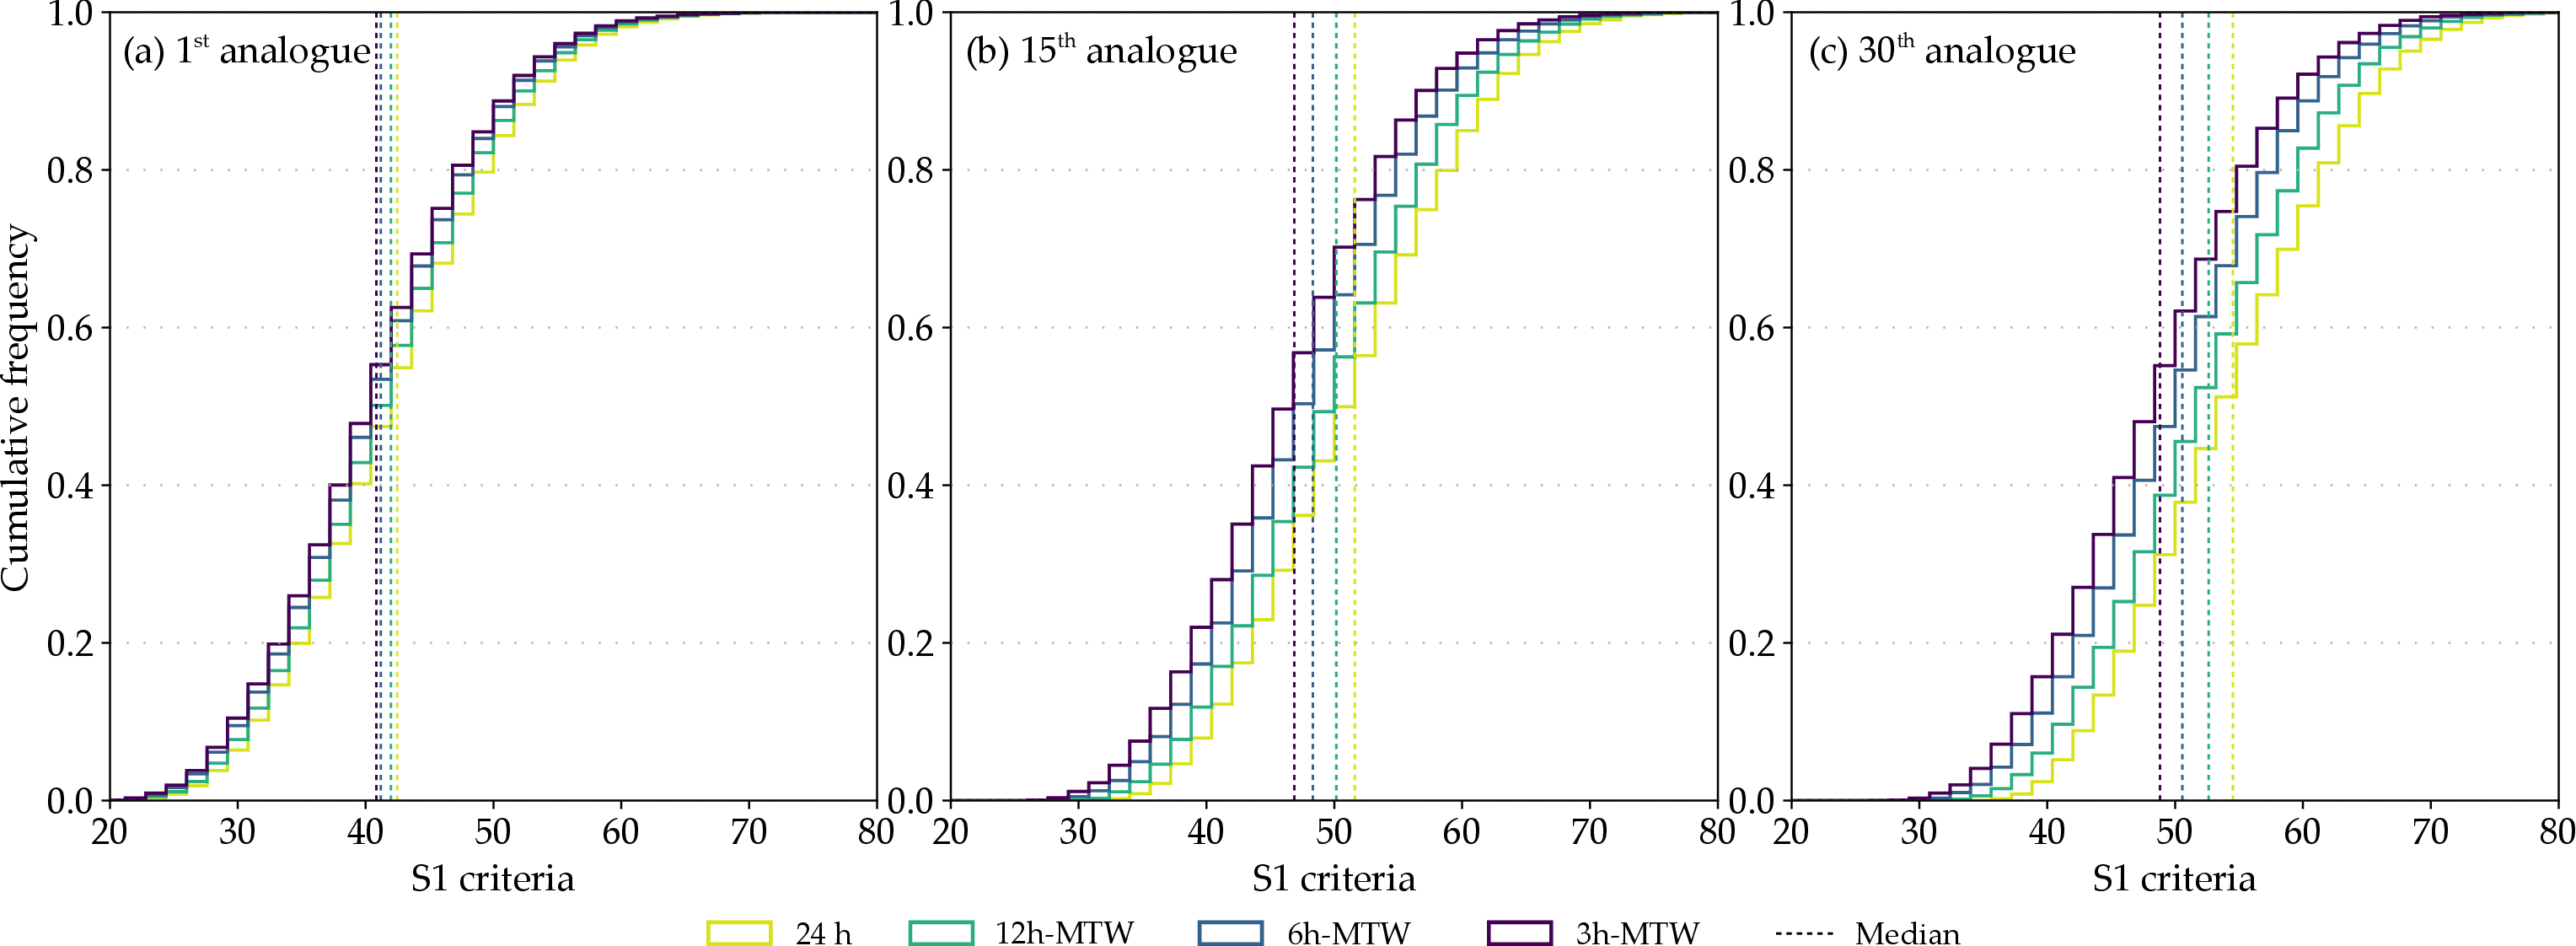 Cumulative frequency
1.0
0.8
0.6
0.4
0.2
0.0
(a) 1st analogue
20 30 40 50 60 70 80
S1 criteria
1.0
0.8
0.6
0.4
0.2
0.0
(b) 15th analogue
20 30 40 50 60 70 80
S1 criteria
1.0
0.8
0.6
0.4
0.2
0.0
(c) 30th analogue
20 30 40 50 60 70 80
S1 criteria
24 h 12h-MTW 6h-MTW 3h-MTW Median